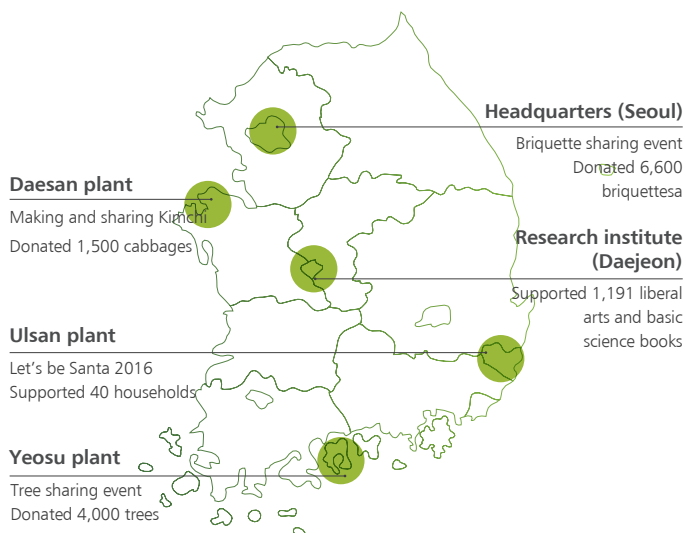 Headquarters (Seoul)
Briquette sharing event
Donated 6,600
briquettesa
Daesan plant
Making and sharing Kimchi
Donated 1,500 cabbages
Research institute
(Daejeon)
Supported 1,191 liberal
arts and basic
science books
Ulsan plant
Let's be Santa 2016
Supported 40 households
Yeosu plant
Tree sharing event
Donated 4,000 trees